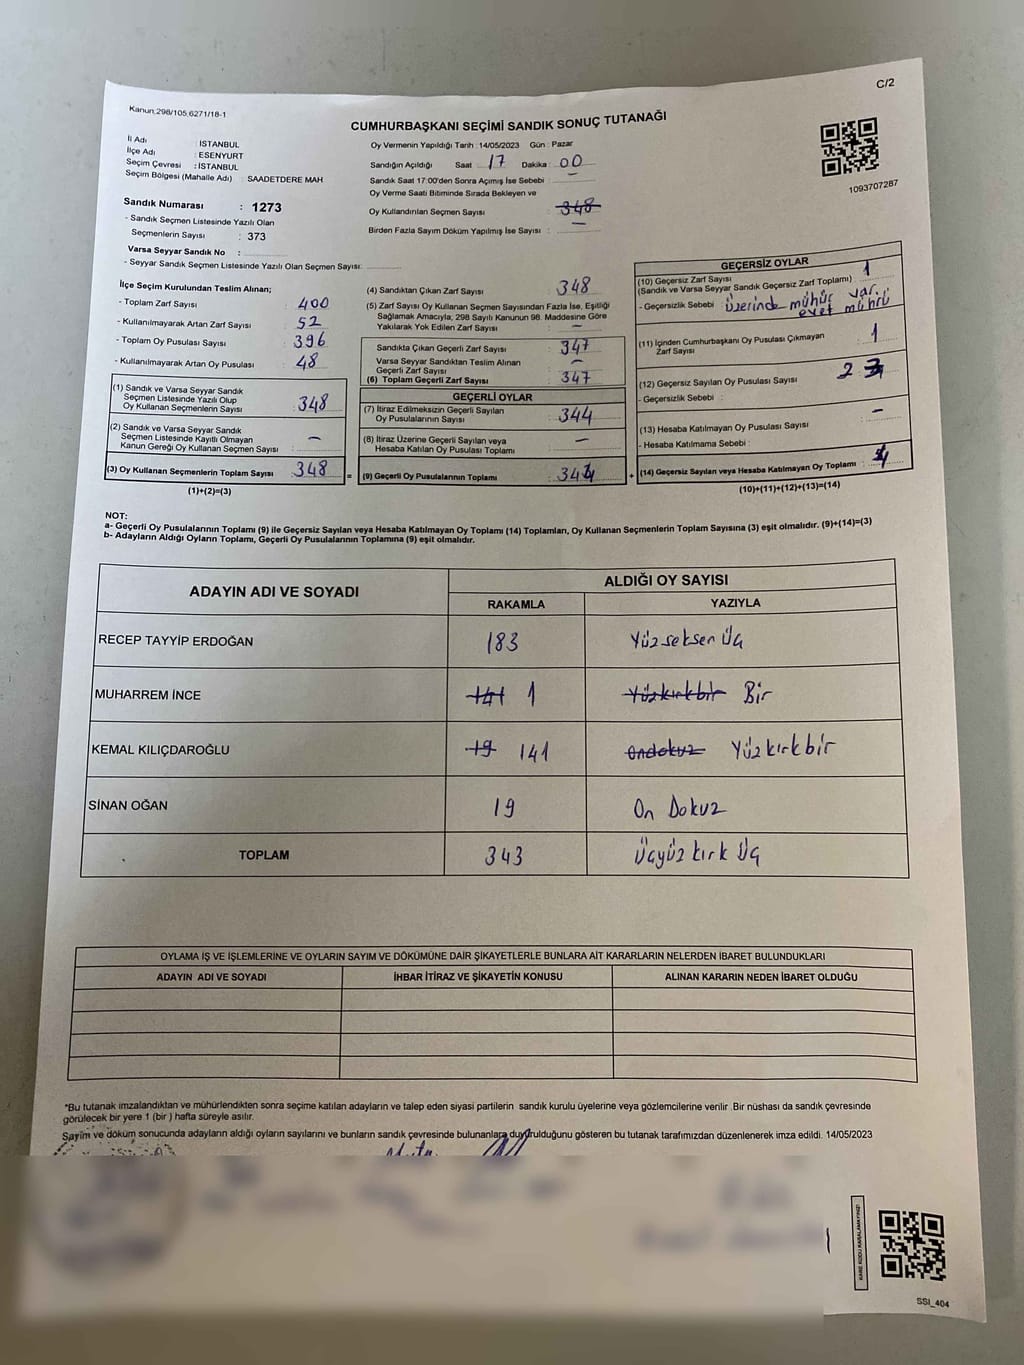 C/2
Kanun.298/105,6271/18-1
CUMHURBAŞKANI SEÇİMİ SANDIK SONUÇ TUTANAĞI
İl Adı : İSTANBUL
İlçe Adı : ESENYURT
Seçim Çevresi : İSTANBUL
Seçim Bölgesi (Mahalle Adı) : SAADETDERE MAH
Sandık Numarası : 1273
- Sandık Seçmen Listesinde Yazılı Olan
Seçmenlerin Sayısı : 373
Varsa Seyyar Sandık No :
- Seyyar Sandık Seçmen Listesinde Yazılı Olan Seçmen Sayısı:
Oy Vermenin Yapıldığı Tarih : 14/05/2023 Gün : Pazar
Sandığın Açıldığı Saat : 17 Dakika : 00
Sandık Saat 17:00'den Sonra Açımış İse Sebebi : –
Oy Verme Saati Bitiminde Sırada Bekleyen ve
Oy Kullandırılan Seçmen Sayısı : 348
Birden Fazla Sayım Döküm Yapılmış İse Sayısı : –
1093707287
İlçe Seçim Kurulundan Teslim Alınan;
- Toplam Zarf Sayısı : 400
- Kullanılmayarak Artan Zarf Sayısı : 52
- Toplam Oy Pusulası Sayısı : 396
- Kullanılmayarak Artan Oy Pusulası : 48
(1) Sandık ve Varsa Seyyar Sandık
Seçmen Listesinde Yazılı Olup
Oy Kullanan Seçmenlerin Sayısı : 348
(2) Sandık ve Varsa Seyyar Sandık
Seçmen Listesinde Kayıtlı Olmayan
Kanun Gereği Oy Kullanan Seçmen Sayısı : –
(3) Oy Kullanan Seçmenlerin Toplam Sayısı : 348
(1)+(2)=(3)
(4) Sandıktan Çıkan Zarf Sayısı : 348
(5) Zarf Sayısı Oy Kullanan Seçmen Sayısından Fazla İse, Eşitliği
Sağlamak Amacıyla, 298 Sayılı Kanunun 98. Maddesine Göre
Yakılarak Yok Edilen Zarf Sayısı : –
Sandıkta Çıkan Geçerli Zarf Sayısı : 347
Varsa Seyyar Sandıktan Teslim Alınan
Geçerli Zarf Sayısı : –
(6) Toplam Geçerli Zarf Sayısı : 347
GEÇERLİ OYLAR
(7) İtiraz Edilmeksizin Geçerli Sayılan
Oy Pusulalarının Sayısı : 344
(8) İtiraz Üzerine Geçerli Sayılan veya
Hesaba Katılan Oy Pusulası Toplamı : –
= (9) Geçerli Oy Pusulalarının Toplamı : 344 +
GEÇERSİZ OYLAR
(10) Geçersiz Zarf Sayısı : 1
(Sandık ve Varsa Seyyar Sandık Geçersiz Zarf Toplamı)
- Geçersizlik Sebebi : Üzerinde mühür var.
evet mührü
(11) İçinden Cumhurbaşkanı Oy Pusulası Çıkmayan
Zarf Sayısı : 1
(12) Geçersiz Sayılan Oy Pusulası Sayısı : 2
- Geçersizlik Sebebi :
(13) Hesaba Katılmayan Oy Pusulası Sayısı : –
- Hesaba Katılmama Sebebi :
(14) Geçersiz Sayılan veya Hesaba Katılmayan Oy Toplamı : 4
(10)+(11)+(12)+(13)=(14)
NOT:
a- Geçerli Oy Pusulalarının Toplamı (9) ile Geçersiz Sayılan veya Hesaba Katılmayan Oy Toplamı (14) Toplamları, Oy Kullanan Seçmenlerin Toplam Sayısına (3) eşit olmalıdır. (9)+(14)=(3)
b- Adayların Aldığı Oyların Toplamı, Geçerli Oy Pusulalarının Toplamına (9) eşit olmalıdır.
ADAYIN ADI VE SOYADI ALDIĞI OY SAYISI
RAKAMLA YAZIYLA
RECEP TAYYİP ERDOĞAN 183 Yüzseksen Üç
MUHARREM İNCE 141 1 Yüzkırkbir Bir
KEMAL KILIÇDAROĞLU 19 141 Ondokuz Yüzkırkbir
SİNAN OĞAN 19 On Dokuz
TOPLAM 343 Üçyüz kırk Üç
OYLAMA İŞ VE İŞLEMLERİNE VE OYLARIN SAYIM VE DÖKÜMÜNE DAİR ŞİKAYETLERLE BUNLARA AİT KARARLARIN NELERDEN İBARET BULUNDUKLARI
ADAYIN ADI VE SOYADI İHBAR İTİRAZ VE ŞİKAYETİN KONUSU ALINAN KARARIN NEDEN İBARET OLDUĞU
*Bu tutanak imzalandıktan ve mühürlendikten sonra seçime katılan adayların ve talep eden siyasi partilerin sandık kurulu üyelerine veya gözlemcilerine verilir .Bir nüshası da sandık çevresinde
görülecek bir yere 1 (bir ) hafta süreyle asılır.
Sayım ve döküm sonucunda adayların aldığı oyların sayılarını ve bunların sandık çevresinde bulunanlara duyurulduğunu gösteren bu tutanak tarafımızdan düzenlenerek imza edildi. 14/05/2023
KARE KODU KARALAMAYINIZ!
SSI_404